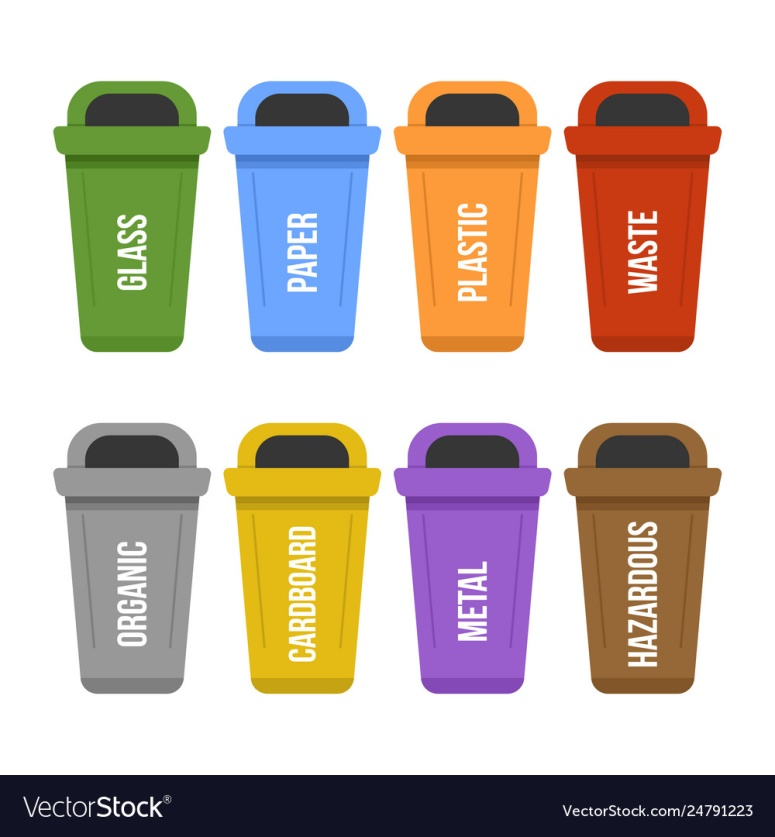 GLASS
PAPER
PLASTIC
WASTE
ORGANIC
CARDBOARD
METAL
HAZARDOUS
VectorStock®
VectorStock.com/24791223